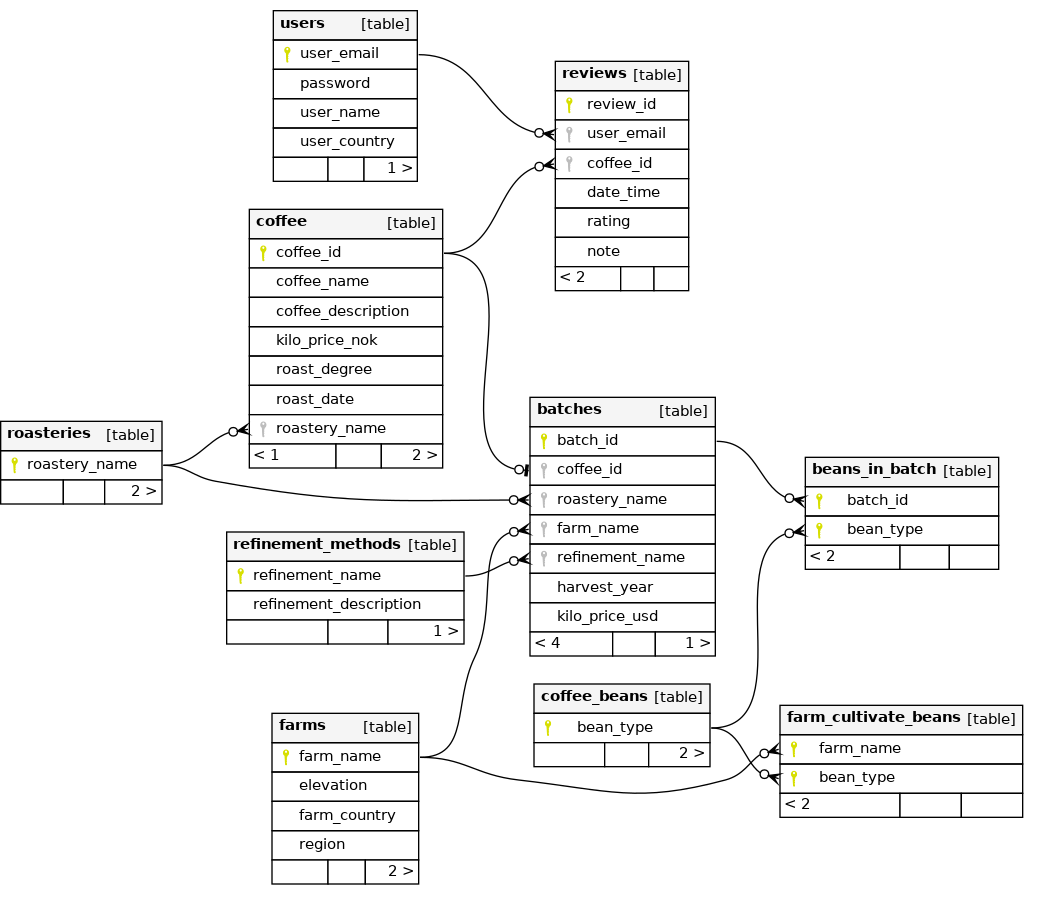 users [table]
user_email
password
user_name
user_country
1 >
reviews [table]
review_id
user_email
coffee_id
date_time
rating
note
< 2
coffee [table]
coffee_id
coffee_name
coffee_description
kilo_price_nok
roast_degree
roast_date
roastery_name
< 1 2 >
roasteries [table]
roastery_name
2 >
batches [table]
batch_id
coffee_id
roastery_name
farm_name
refinement_name
harvest_year
kilo_price_usd
< 4 1 >
beans_in_batch [table]
batch_id
bean_type
< 2
refinement_methods [table]
refinement_name
refinement_description
1 >
coffee_beans [table]
bean_type
2 >
farms [table]
farm_name
elevation
farm_country
region
2 >
farm_cultivate_beans [table]
farm_name
bean_type
< 2